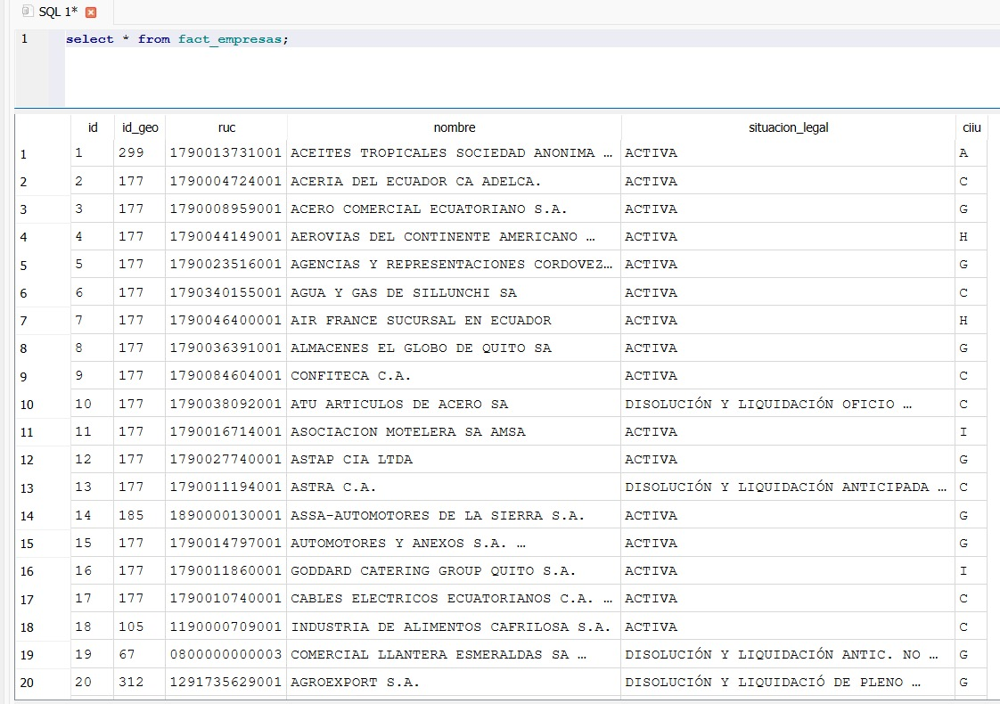 SQL 1*
1 select * from fact_empresas;
id id_geo ruc nombre situacion_legal ciiu
1 1 299 1790013731001 ACEITES TROPICALES SOCIEDAD ANONIMA … ACTIVA A
2 2 177 1790004724001 ACERIA DEL ECUADOR CA ADELCA. ACTIVA C
3 3 177 1790008959001 ACERO COMERCIAL ECUATORIANO S.A. ACTIVA G
4 4 177 1790044149001 AEROVIAS DEL CONTINENTE AMERICANO … ACTIVA H
5 5 177 1790023516001 AGENCIAS Y REPRESENTACIONES CORDOVEZ… ACTIVA G
6 6 177 1790340155001 AGUA Y GAS DE SILLUNCHI SA ACTIVA C
7 7 177 1790046400001 AIR FRANCE SUCURSAL EN ECUADOR ACTIVA H
8 8 177 1790036391001 ALMACENES EL GLOBO DE QUITO SA ACTIVA G
9 9 177 1790084604001 CONFITECA C.A. ACTIVA C
10 10 177 1790038092001 ATU ARTICULOS DE ACERO SA DISOLUCIÓN Y LIQUIDACIÓN OFICIO … C
11 11 177 1790016714001 ASOCIACION MOTELERA SA AMSA ACTIVA I
12 12 177 1790027740001 ASTAP CIA LTDA ACTIVA G
13 13 177 1790011194001 ASTRA C.A. DISOLUCIÓN Y LIQUIDACIÓN ANTICIPADA … C
14 14 185 1890000130001 ASSA-AUTOMOTORES DE LA SIERRA S.A. ACTIVA G
15 15 177 1790014797001 AUTOMOTORES Y ANEXOS S.A. … ACTIVA G
16 16 177 1790011860001 GODDARD CATERING GROUP QUITO S.A. ACTIVA I
17 17 177 1790010740001 CABLES ELECTRICOS ECUATORIANOS C.A. … ACTIVA C
18 18 105 1190000709001 INDUSTRIA DE ALIMENTOS CAFRILOSA S.A. ACTIVA C
19 19 67 0800000000003 COMERCIAL LLANTERA ESMERALDAS SA … DISOLUCIÓN Y LIQUIDACIÓN ANTIC. NO … G
20 20 312 1291735629001 AGROEXPORT S.A. DISOLUCIÓN Y LIQUIDACIÓ DE PLENO … G